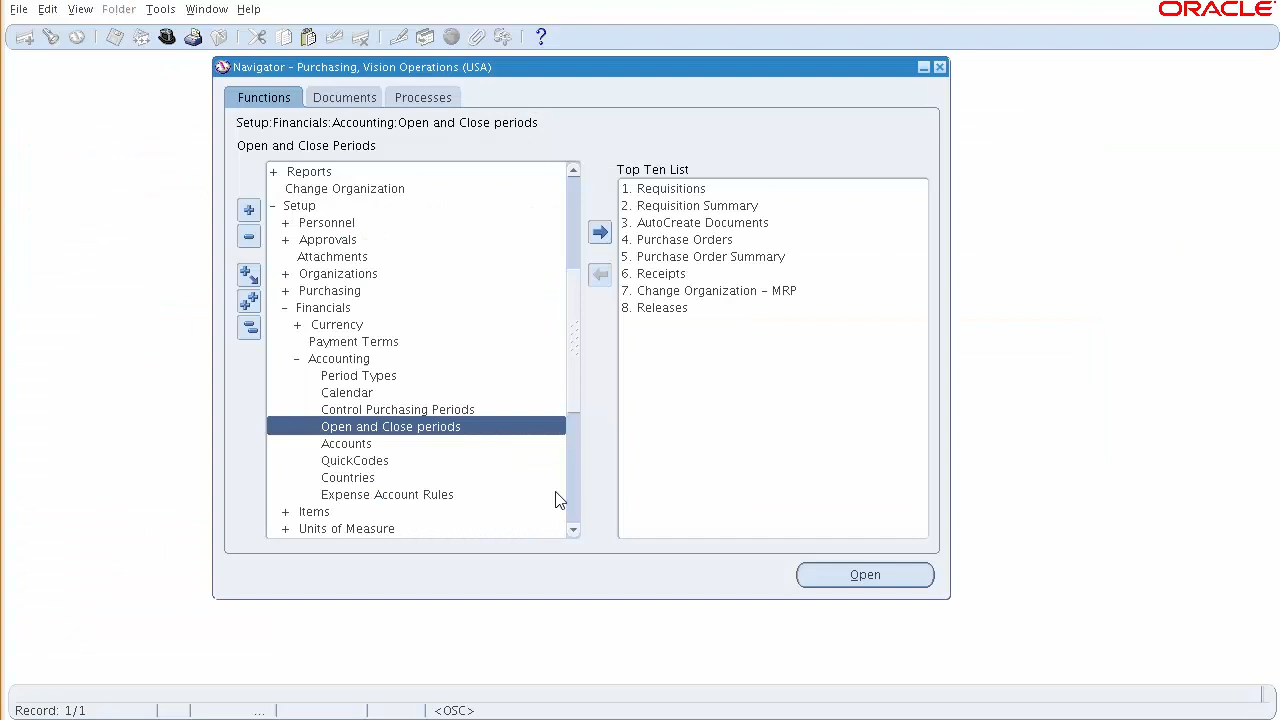 File Edit View Folder Tools Window Help
ORACLE
Navigator - Purchasing, Vision Operations (USA)
Functions Documents Processes
Setup:Financials:Accounting:Open and Close periods
Open and Close Periods
+ Reports
Change Organization
- Setup
+ Personnel
+ Approvals
Attachments
+ Organizations
+ Purchasing
- Financials
+ Currency
Payment Terms
- Accounting
Period Types
Calendar
Control Purchasing Periods
Open and Close periods
Accounts
QuickCodes
Countries
Expense Account Rules
+ Items
+ Units of Measure
Top Ten List
1. Requisitions
2. Requisition Summary
3. AutoCreate Documents
4. Purchase Orders
5. Purchase Order Summary
6. Receipts
7. Change Organization - MRP
8. Releases
Open
Record: 1/1 ... <OSC>